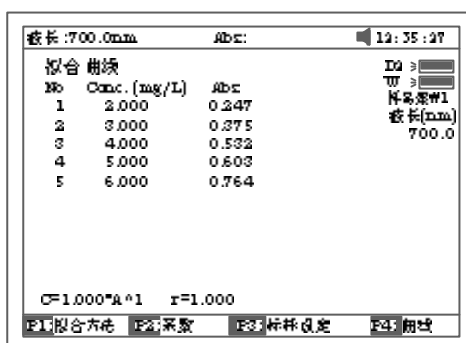 波长:700.0nm Abs: 12:35:27
拟合曲线
No Conc.(mg/L) Abs
1 2.000 0.247
2 3.000 0.375
3 4.000 0.532
4 5.000 0.603
5 6.000 0.764
D2
W
样品架#1
波长(nm)
700.0
C=1.000*A^1 r=1.000
F1:拟合方法 F2:系数 F3:标样设定 F4:曲线